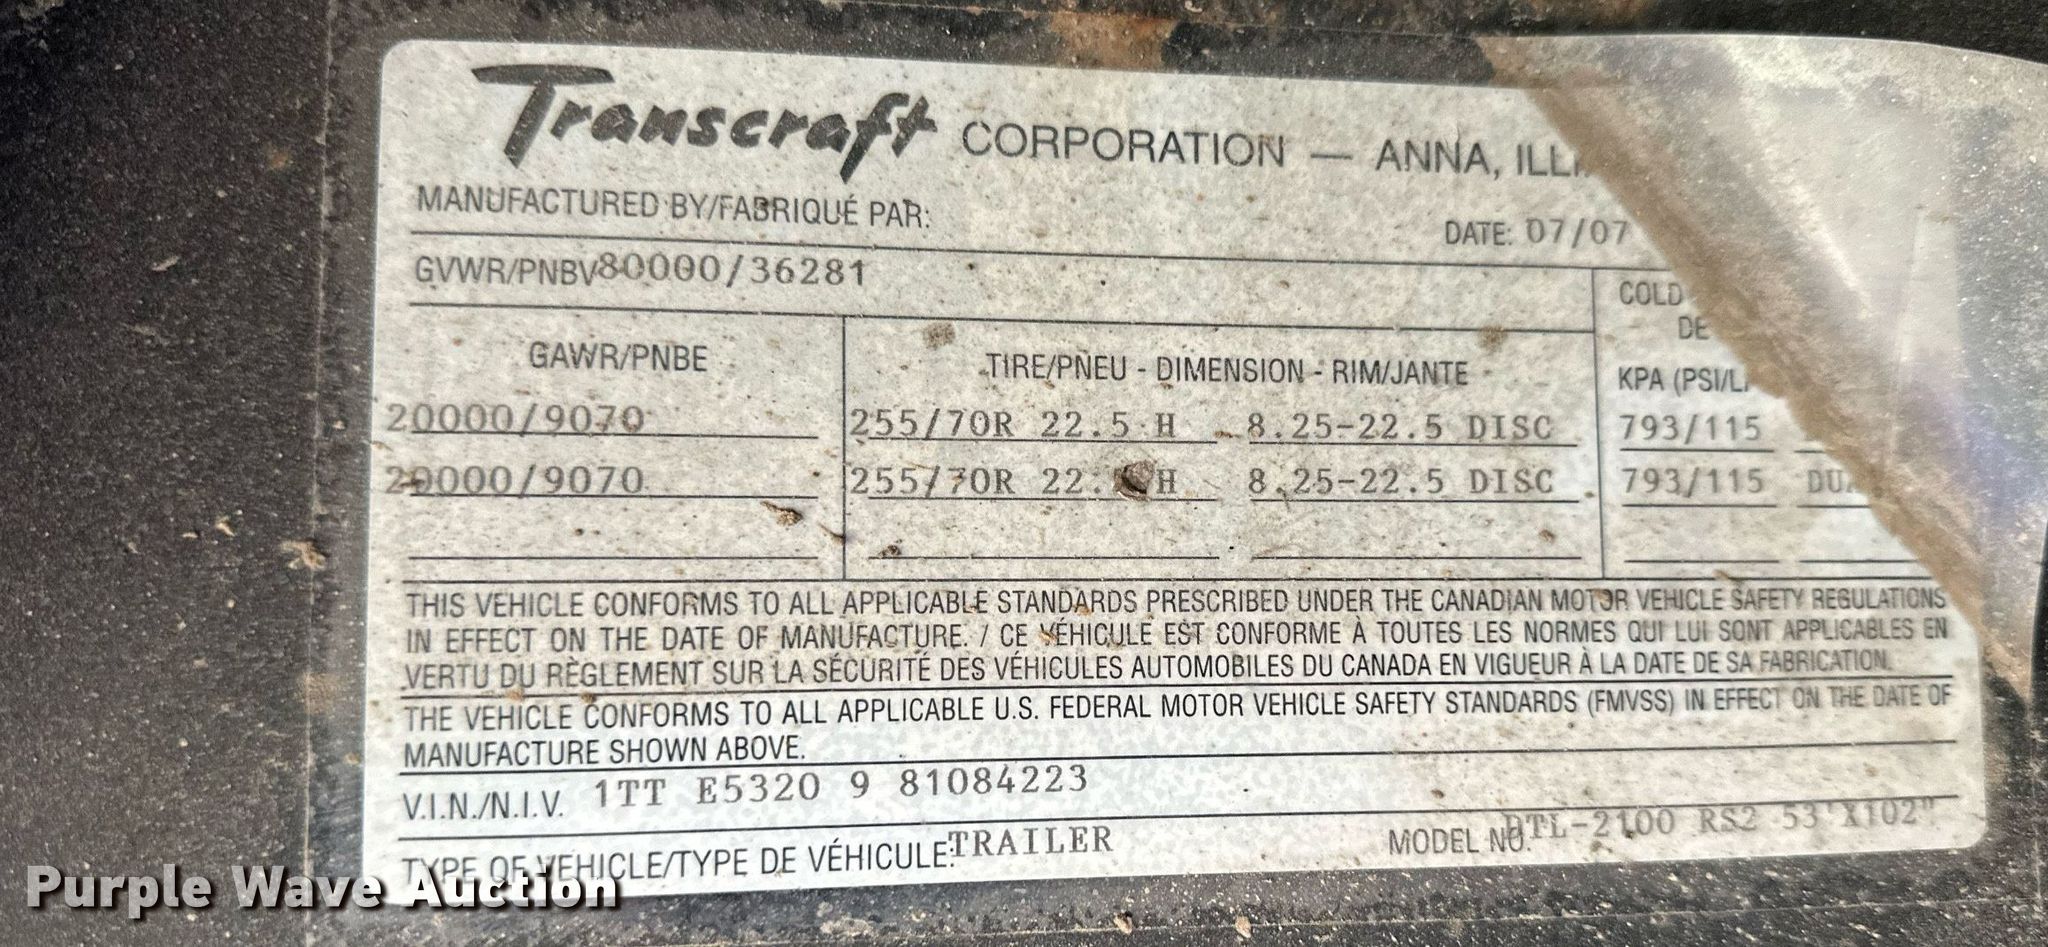 Transcraft CORPORATION — ANNA,
MANUFACTURED BY/FABRIQUÉ PAR:
DATE: 07/07
GVWR/PNBV 80000/36281
COLD
DE
GAWR/PNBE TIRE/PNEU - DIMENSION - RIM/JANTE KPA (PSI/
20000/9070 255/70R 22.5 H 8.25-22.5 DISC 793/115
20000/9070 255/70R 22. H 8.25-22.5 DISC 793/115
THIS VEHICLE CONFORMS TO ALL APPLICABLE STANDARDS PRESCRIBED UNDER THE CANADIAN MOTOR VEHICLE SAFETY REGULATIONS
IN EFFECT ON THE DATE OF MANUFACTURE. / CE VÉHICULE EST CONFORME À TOUTES LES NORMES QUI LUI SONT APPLICABLES EN
VERTU DU RÈGLEMENT SUR LA SÉCURITÉ DES VÉHICULES AUTOMOBILES DU CANADA EN VIGUEUR À LA DATE DE SA FABRICATION.
THE VEHICLE CONFORMS TO ALL APPLICABLE U.S. FEDERAL MOTOR VEHICLE SAFETY STANDARDS (FMVSS) IN EFFECT ON THE DATE OF
MANUFACTURE SHOWN ABOVE.
V.I.N./N.I.V. 1TT E5320 9 81084223
TYPE OF VEHICLE/TYPE DE VÉHICULE: TRAILER MODEL NO. DTL-2100 RS2 53'X102"
Purple Wave Auction